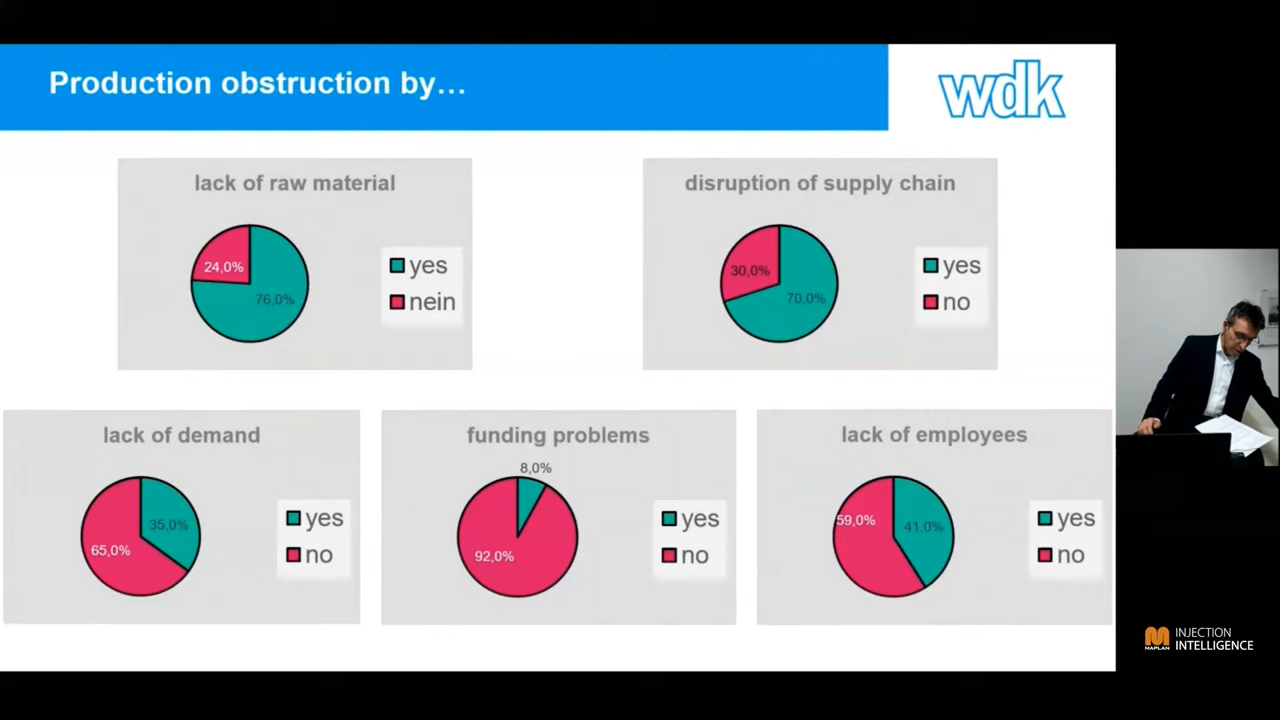 Production obstruction by...
wdk
lack of raw material
24,0%
76,0%
yes
nein
disruption of supply chain
30,0%
70,0%
yes
no
lack of demand
35,0%
65,0%
yes
no
funding problems
8,0%
92,0%
yes
no
lack of employees
59,0%
41,0%
yes
no
MAPLAN
INJECTION
INTELLIGENCE